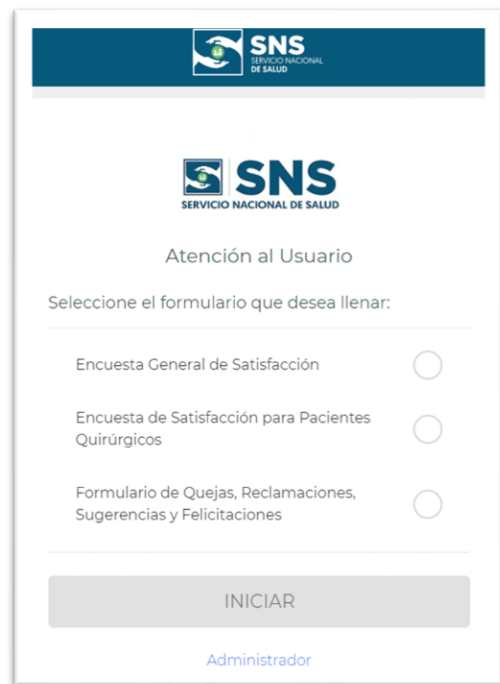 SNS
SERVICIO NACIONAL
DE SALUD
SNS
SERVICIO NACIONAL DE SALUD
Atención al Usuario
Seleccione el formulario que desea llenar:
Encuesta General de Satisfacción
Encuesta de Satisfacción para Pacientes
Quirúrgicos
Formulario de Quejas, Reclamaciones,
Sugerencias y Felicitaciones
INICIAR
Administrador